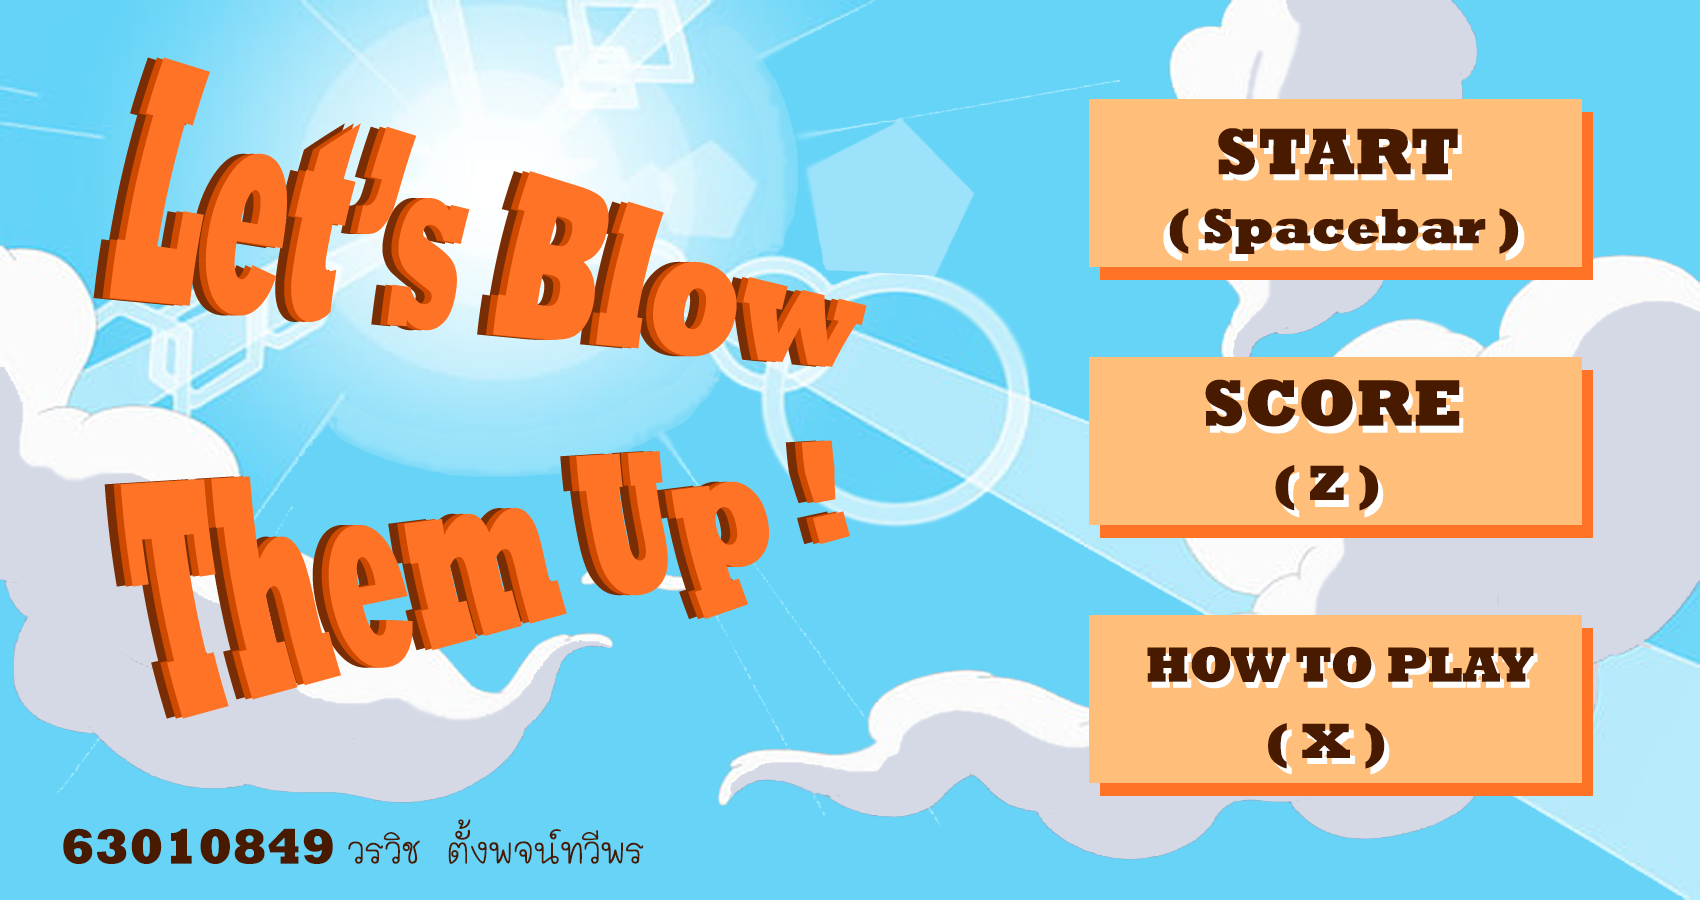 Let's Blow
Them Up !
START
( Spacebar )
SCORE
( Z )
HOW TO PLAY
( X )
63010849 วรวิช ตั้งพจน์ทวีพร